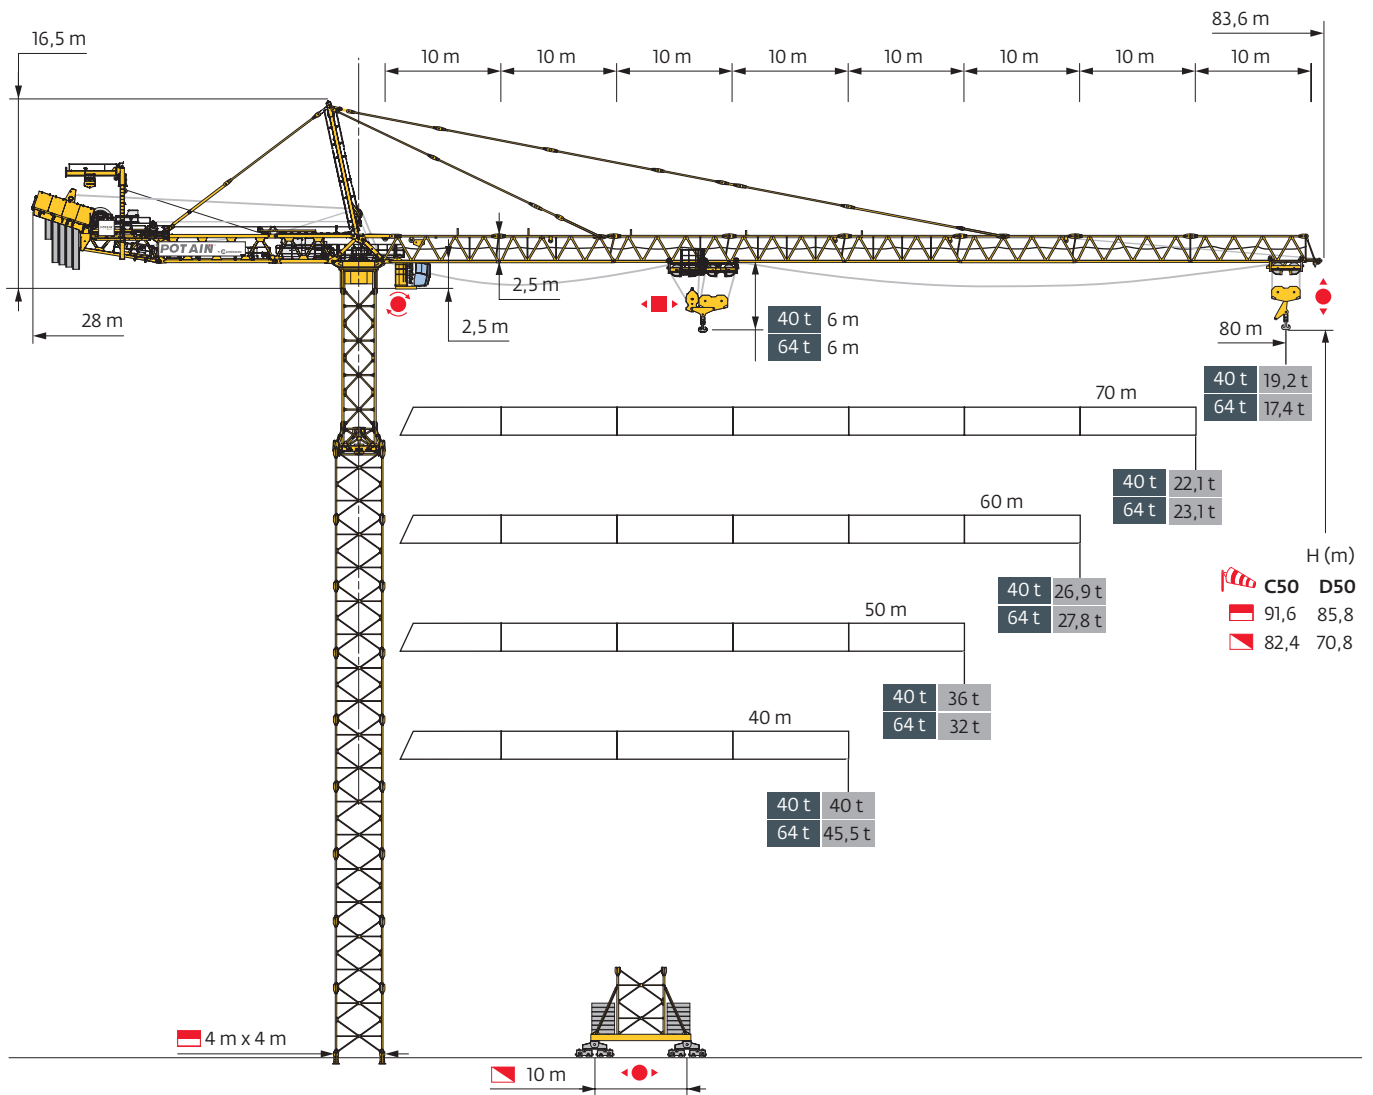 83,6 m
16,5 m
10 m 10 m 10 m 10 m 10 m 10 m 10 m 10 m
POTAIN
2,5 m
28 m
2,5 m
40 t 6 m
64 t 6 m
80 m
40 t 19,2 t
64 t 17,4 t
70 m
40 t 22,1 t
64 t 23,1 t
60 m
40 t 26,9 t
64 t 27,8 t
H (m)
C50 D50
91,6 85,8
82,4 70,8
50 m
40 t 36 t
64 t 32 t
40 m
40 t 40 t
64 t 45,5 t
4 m x 4 m
10 m